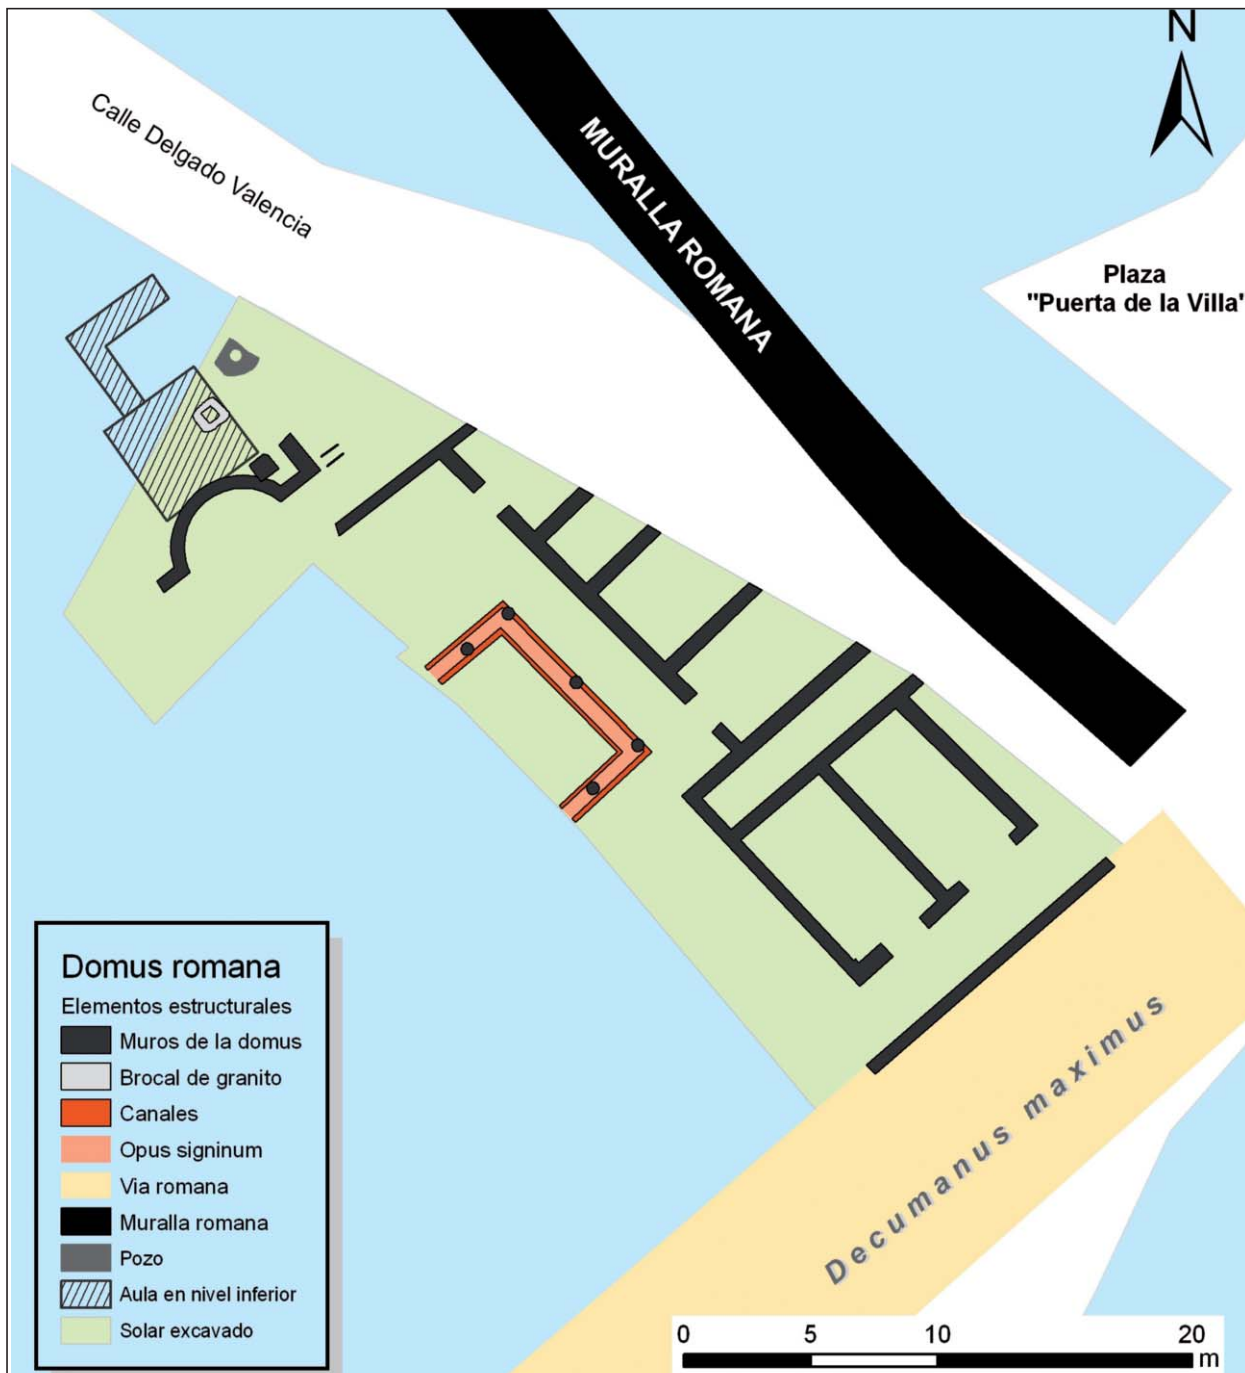 N
Calle Delgado Valencia
MURALLA ROMANA
Plaza
"Puerta de la Villa"
Domus romana
Elementos estructurales
Muros de la domus
Brocal de granito
Canales
Opus signinum
Via romana
Muralla romana
Pozo
Aula en nivel inferior
Solar excavado
Decumanus maximus
0 5 10 20
m